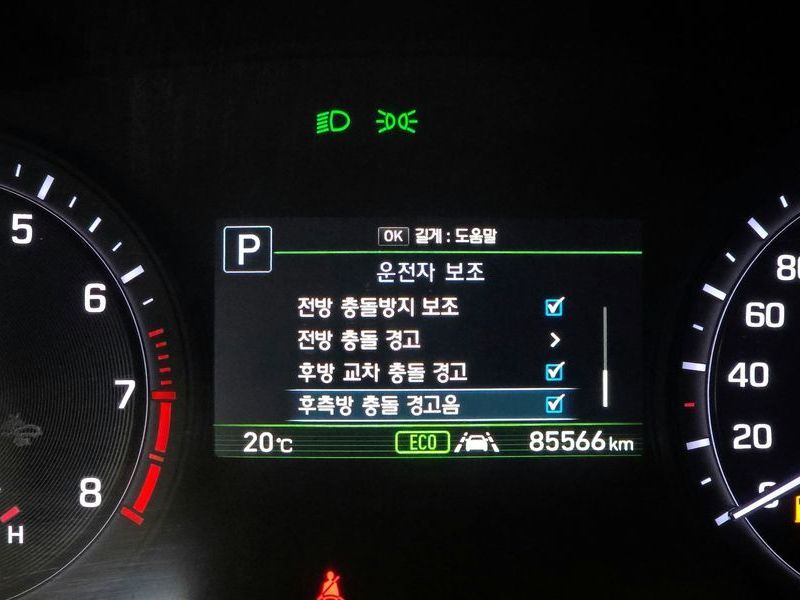 P
OK 길게 : 도움말
운전자 보조
전방 충돌방지 보조
전방 충돌 경고
후방 교차 충돌 경고
후측방 충돌 경고음
20℃
ECO
85566 km
5
6
7
8
H
80
60
40
20
0